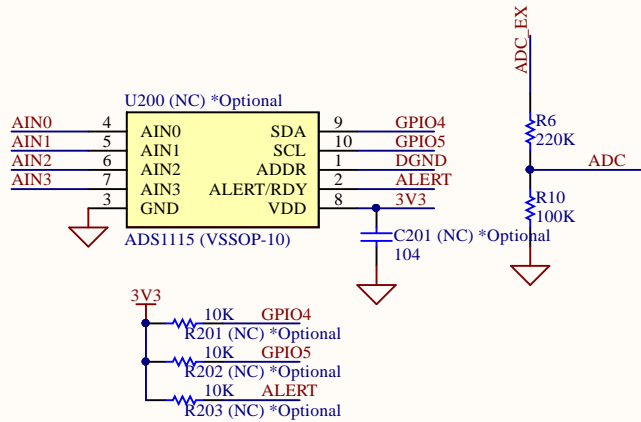 ADC_EX
U200 (NC) *Optional
AIN0 4 AIN0 SDA 9 GPIO4
AIN1 5 AIN1 SCL 10 GPIO5
AIN2 6 AIN2 ADDR 1 DGND
AIN3 7 AIN3 ALERT/RDY 2 ALERT
3 GND VDD 8 3V3
ADS1115 (VSSOP-10)
R6
220K
ADC
R10
100K
C201 (NC) *Optional
104
3V3
10K GPIO4
R201 (NC) *Optional
10K GPIO5
R202 (NC) *Optional
10K ALERT
R203 (NC) *Optional